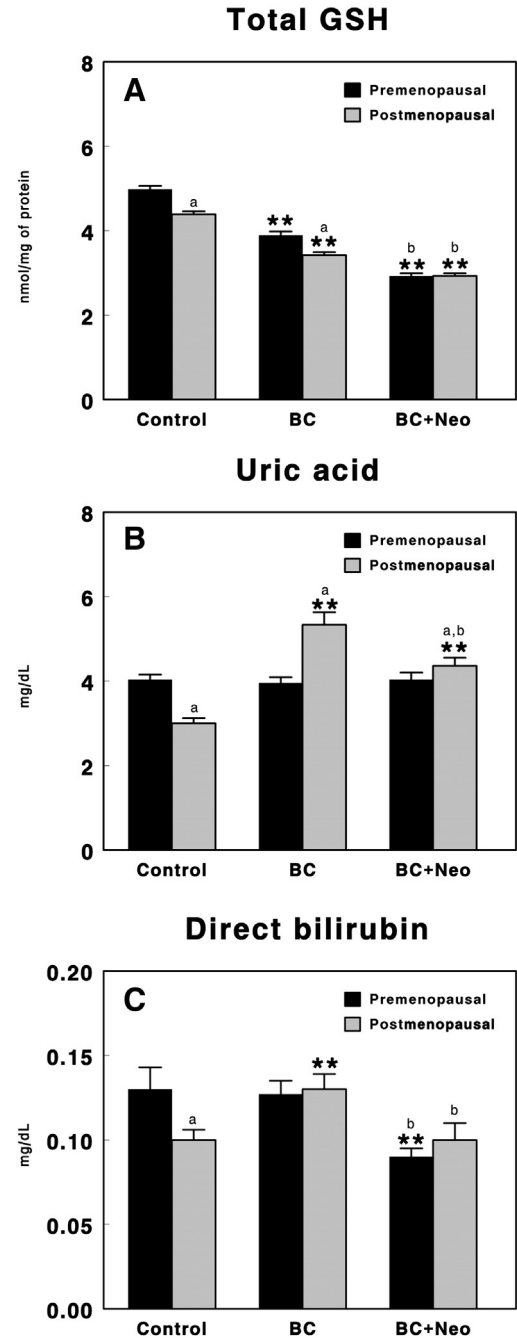 Total GSH
8
A
Premenopausal
Postmenopausal
6
a
**
a
**
b
**
b
**
4
nmol/mg of protein
2
0
Control BC BC+Neo
Uric acid
8
B
Premenopausal
Postmenopausal
a
**
6
a,b
**
4
a
mg/dL
2
0
Control BC BC+Neo
Direct bilirubin
0.20
C
Premenopausal
Postmenopausal
**
0.15
a
b
**
b
0.10
mg/dL
0.05
0.00
Control BC BC+Neo